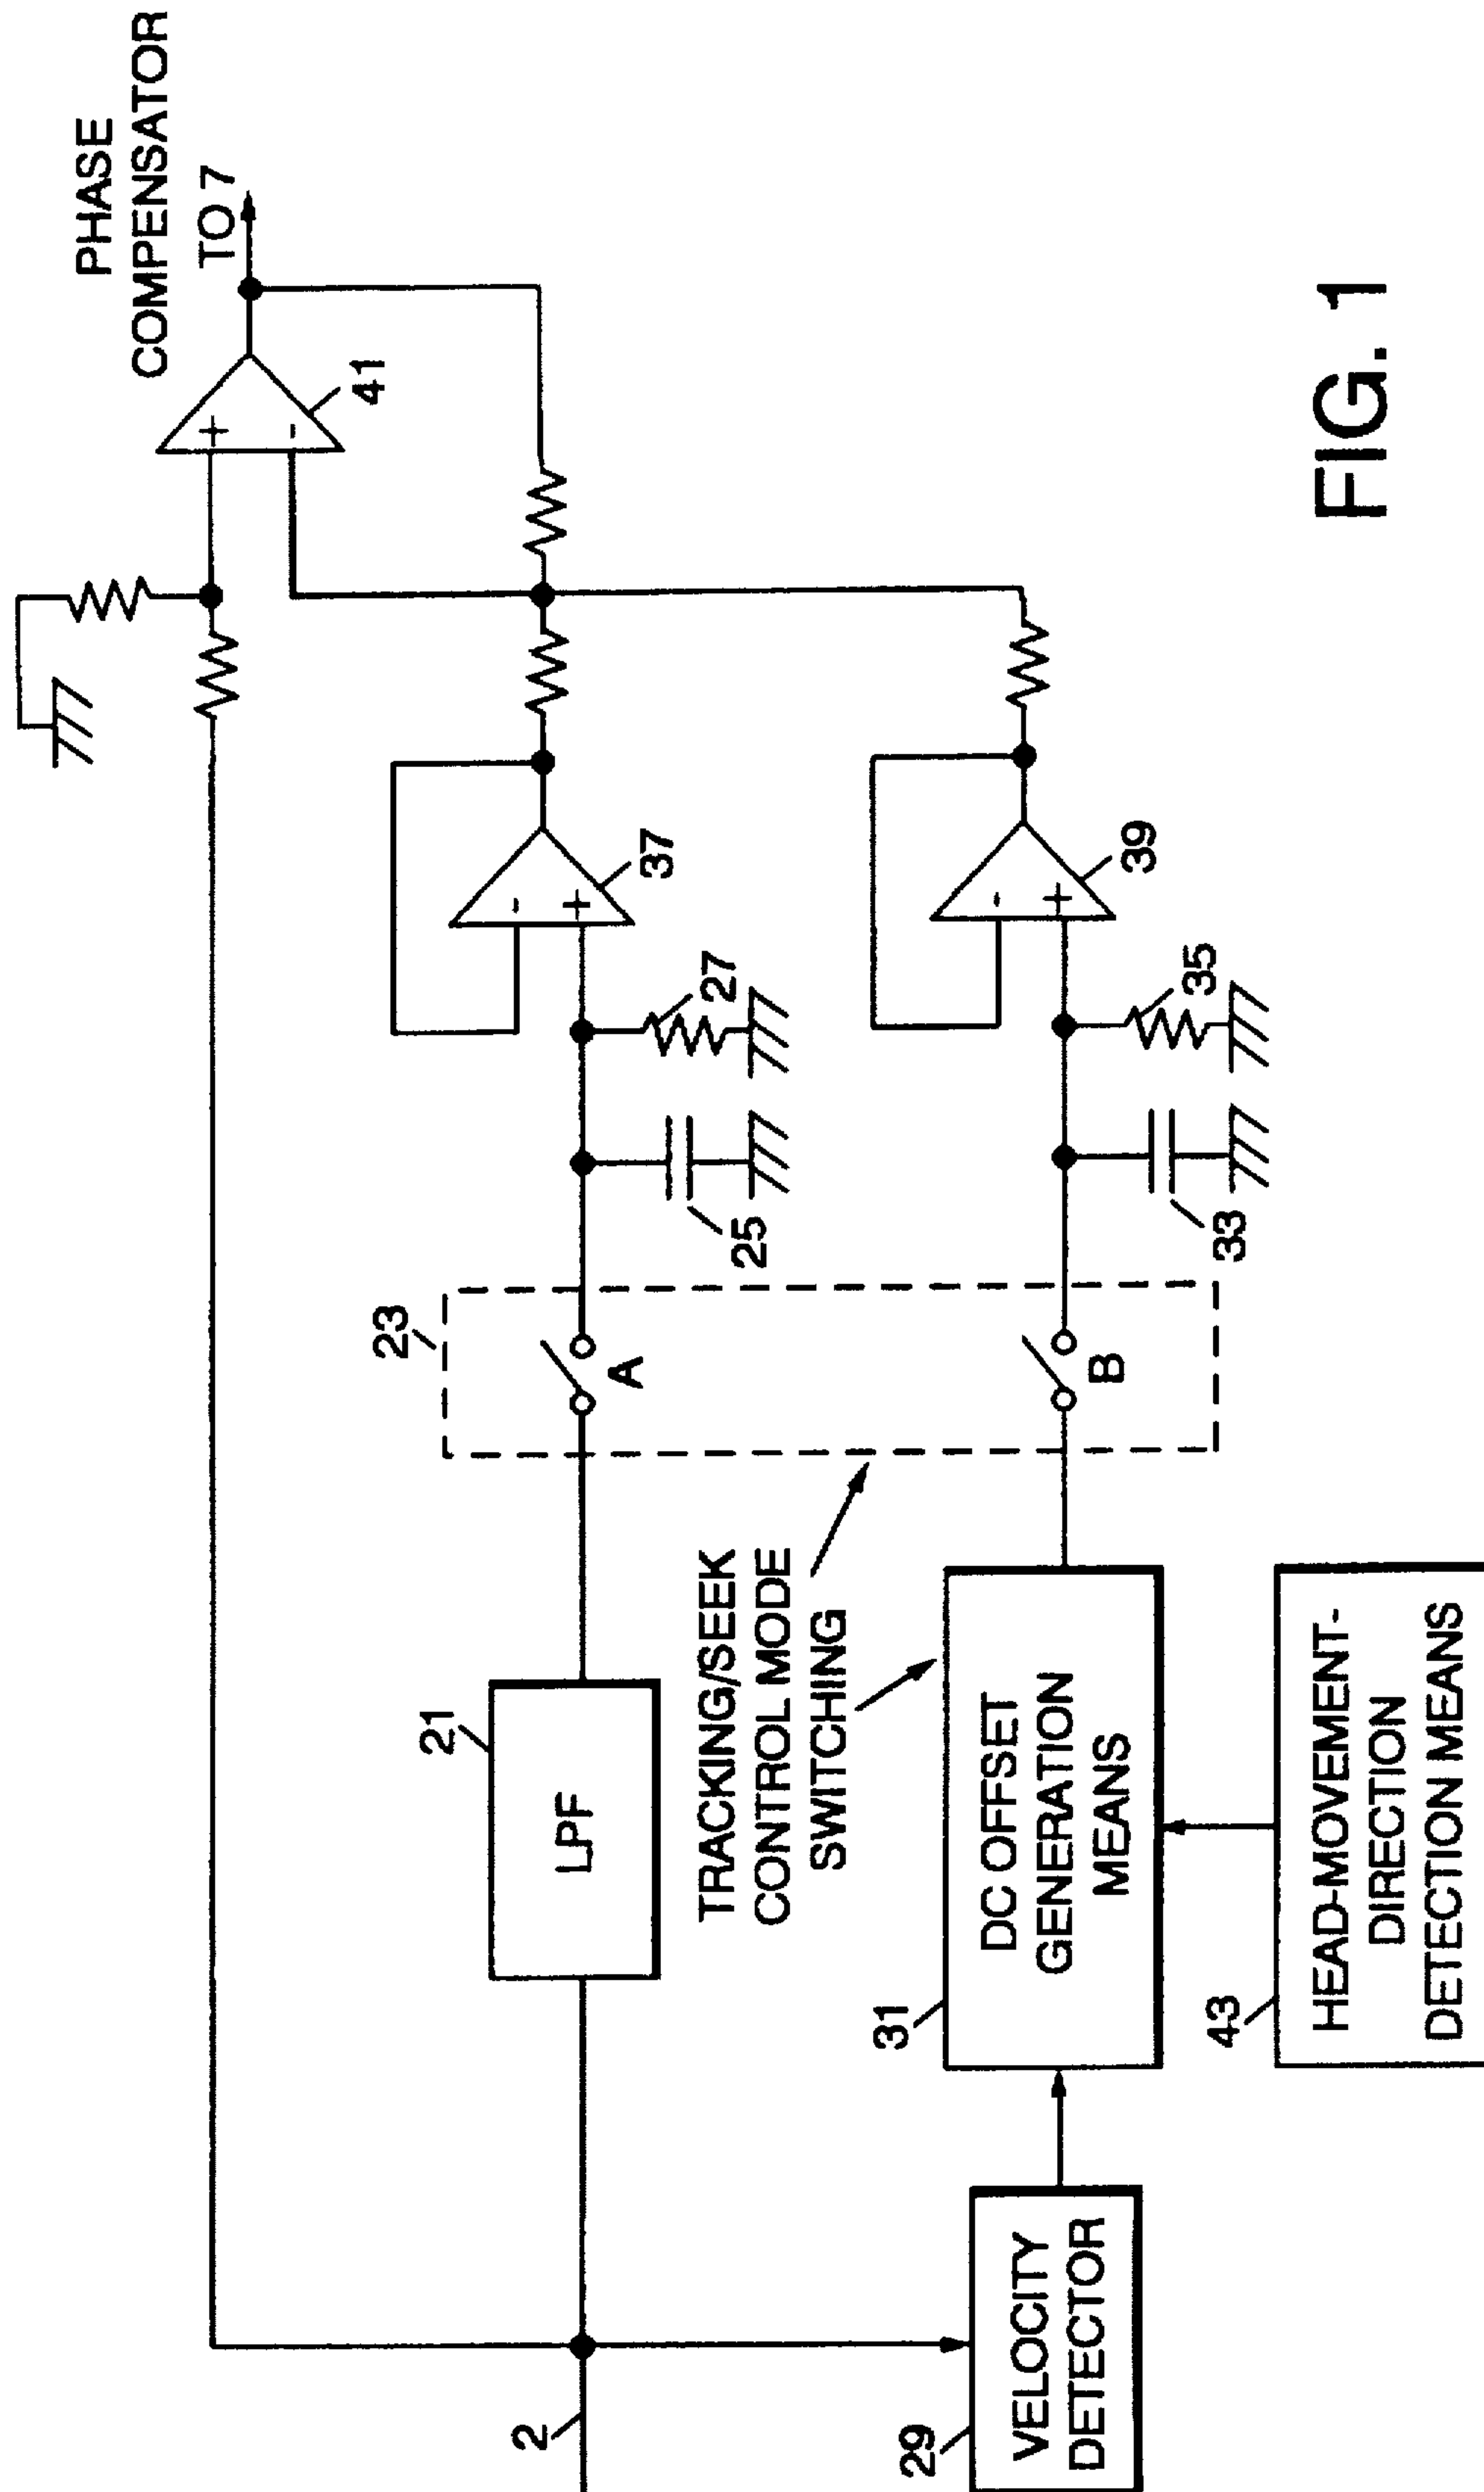 PHASE
COMPENSATOR
TO 7
+
-
41
23
A
-
+
37
27
25
21
LPF
2
TRACKING/SEEK
CONTROL MODE
SWITCHING
B
-
+
39
35
33
31
DC OFFSET
GENERATION
MEANS
29
VELOCITY
DETECTOR
43
HEAD-MOVEMENT-
DIRECTION
DETECTION MEANS
FIG. 1